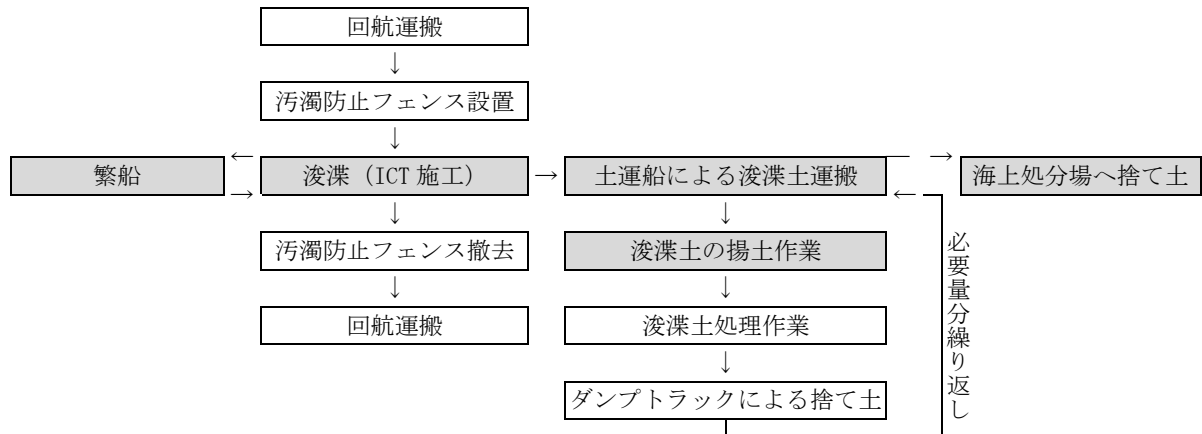 回航運搬
↓
汚濁防止フェンス設置
↓
繋船
←
→
浚渫（ICT 施工）
→
土運船による浚渫土運搬
→
←
海上処分場へ捨て土
↓
↓
汚濁防止フェンス撤去
浚渫土の揚土作業
↓
↓
回航運搬
浚渫土処理作業
↓
ダンプトラックによる捨て土
必要量分繰り返し